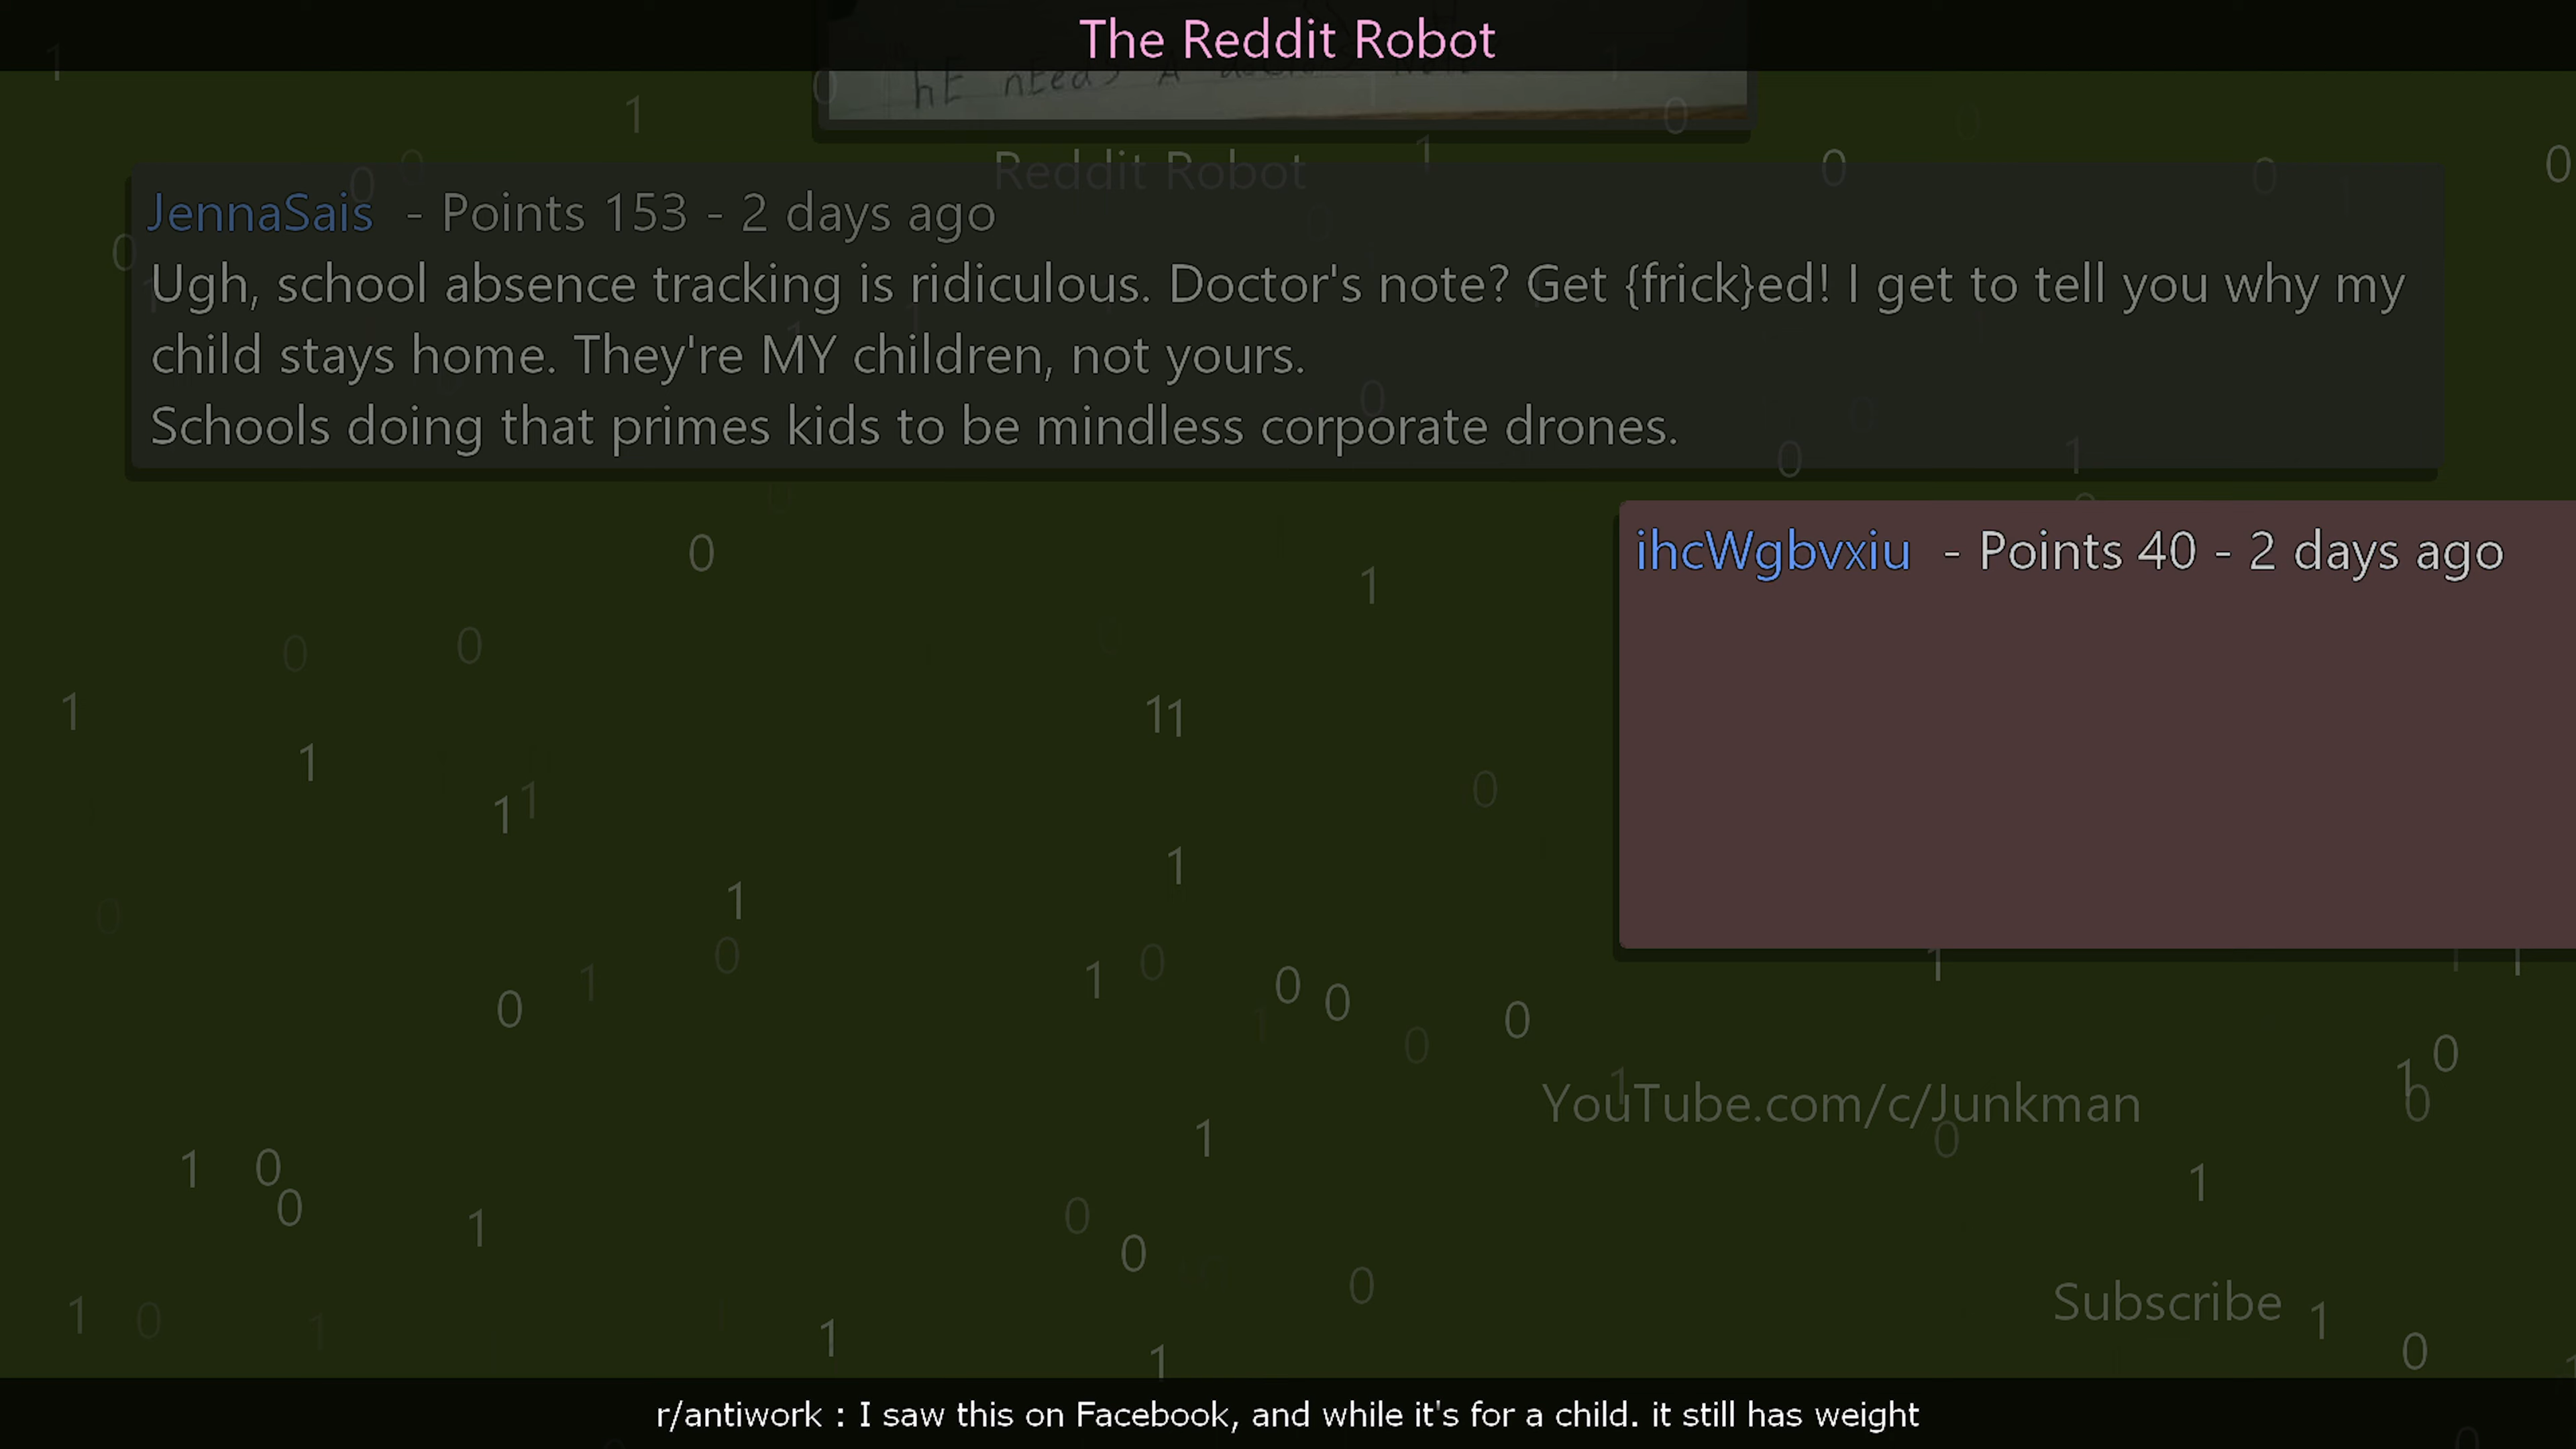 The Reddit Robot
hE nEEds A
Reddit Robot
JennaSais - Points 153 - 2 days ago
Ugh, school absence tracking is ridiculous. Doctor's note? Get {frick}ed! I get to tell you why my
child stays home. They're MY children, not yours.
Schools doing that primes kids to be mindless corporate drones.
ihcWgbvxiu - Points 40 - 2 days ago
YouTube.com/c/Junkman
Subscribe
r/antiwork : I saw this on Facebook, and while it's for a child. it still has weight